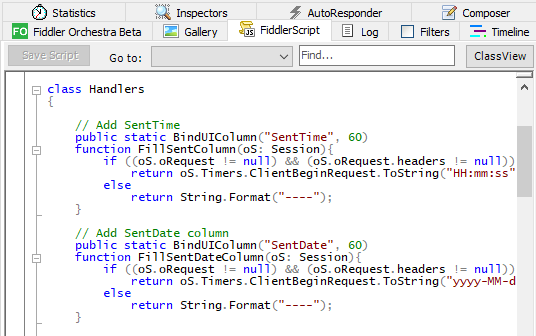 Statistics Inspectors AutoResponder Composer
FO Fiddler Orchestra Beta Gallery FiddlerScript Log Filters Timeline
Save Script Go to: Find... ClassView
class Handlers
{
// Add SentTime
public static BindUIColumn("SentTime", 60)
function FillSentColumn(oS: Session){
if ((oS.oRequest != null) && (oS.oRequest.headers != null))
return oS.Timers.ClientBeginRequest.ToString("HH:mm:ss"
else
return String.Format("----");
}
// Add SentDate column
public static BindUIColumn("SentDate", 60)
function FillSentDateColumn(oS: Session){
if ((oS.oRequest != null) && (oS.oRequest.headers != null))
return oS.Timers.ClientBeginRequest.ToString("yyyy-MM-d
else
return String.Format("----");
}